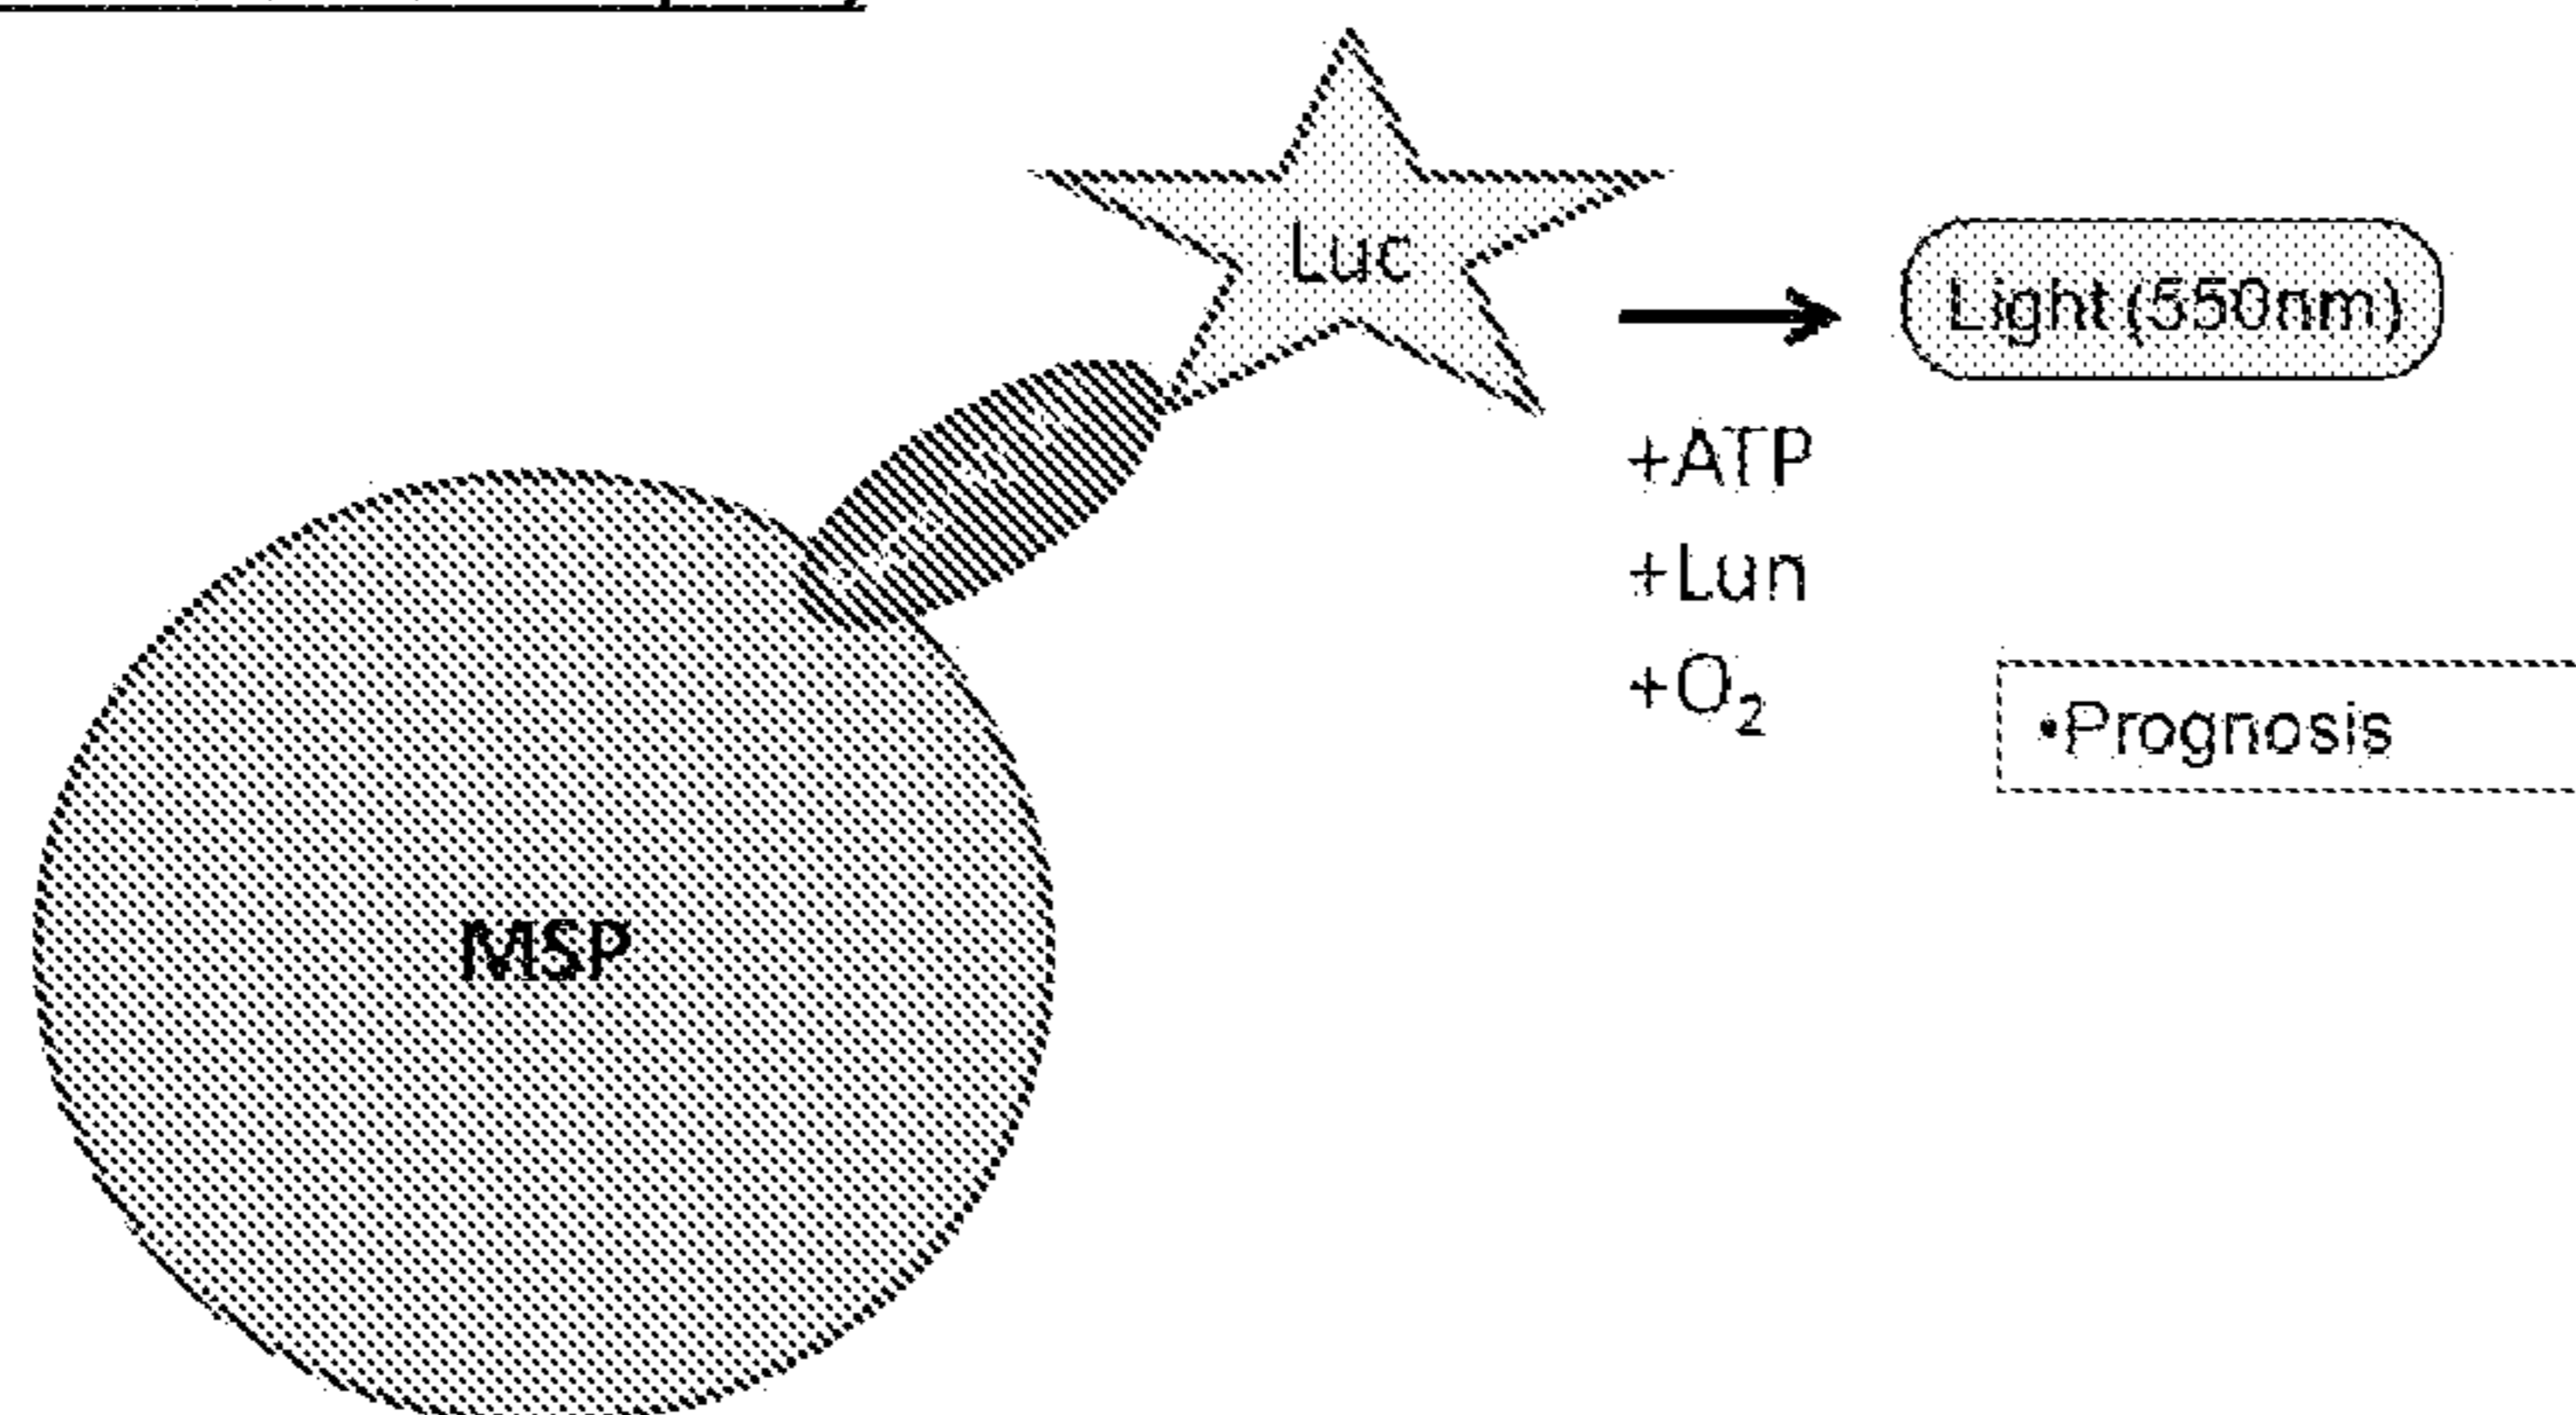 Luc
Light (550nm)
+ATP
+Lun
+O₂
•Prognosis
MSP